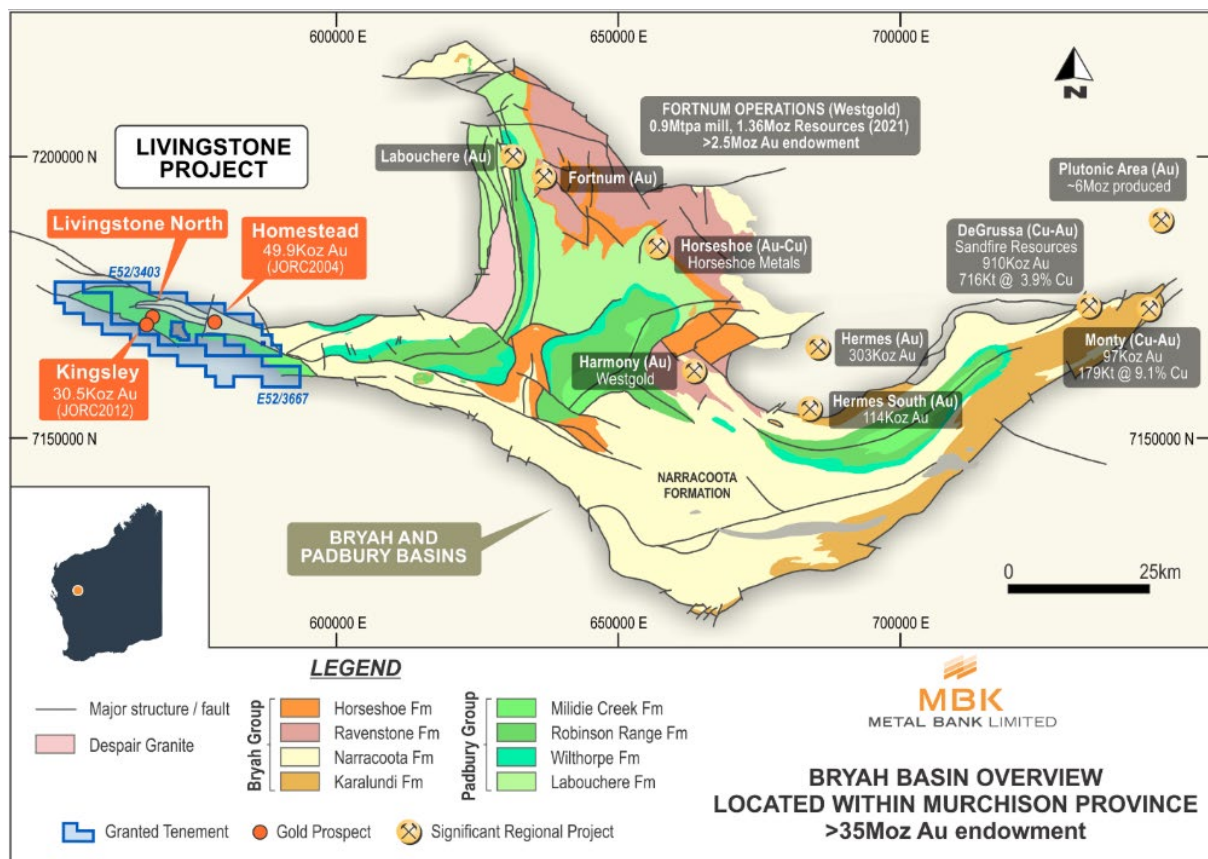 600000 E
650000 E
700000 E
N
FORTNUM OPERATIONS (Westgold)
0.9Mtpa mill, 1.36Moz Resources (2021)
>2.5Moz Au endowment
LIVINGSTONE
PROJECT
7200000 N
Labouchere (Au)
Fortnum (Au)
Plutonic Area (Au)
~6Moz produced
Livingstone North
Homestead
49.9Koz Au
(JORC2004)
E52/3403
Horseshoe (Au-Cu)
Horseshoe Metals
DeGrussa (Cu-Au)
Sandfire Resources
910Koz Au
716Kt @ 3.9% Cu
Kingsley
30.5Koz Au
(JORC2012)
E52/3667
Harmony (Au)
Westgold
Hermes (Au)
303Koz Au
Monty (Cu-Au)
97Koz Au
179Kt @ 9.1% Cu
Hermes South (Au)
114Koz Au
7150000 N
7150000 N
NARRACOOTA
FORMATION
BRYAH AND
PADBURY BASINS
0
25km
600000 E
650000 E
700000 E
LEGEND
Major structure / fault
Despair Granite
Bryah Group
Horseshoe Fm
Ravenstone Fm
Narracoota Fm
Karalundi Fm
Padbury Group
Milidie Creek Fm
Robinson Range Fm
Wilthorpe Fm
Labouchere Fm
Granted Tenement
Gold Prospect
Significant Regional Project
MBK
METAL BANK LIMITED
BRYAH BASIN OVERVIEW
LOCATED WITHIN MURCHISON PROVINCE
>35Moz Au endowment